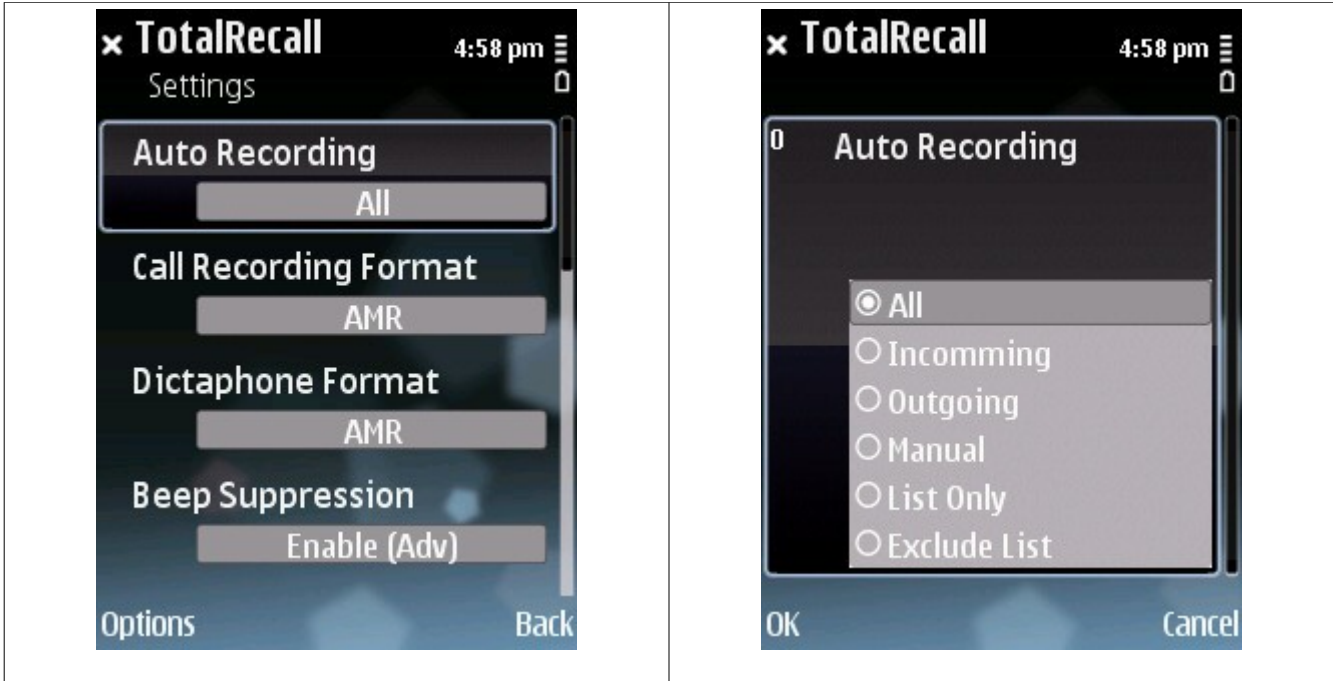 TotalRecall
4:58 pm
Settings
Auto Recording
All
Call Recording Format
AMR
Dictaphone Format
AMR
Beep Suppression
Enable (Adv)
Options
Back
TotalRecall
4:58 pm
0
Auto Recording
All
Incomming
Outgoing
Manual
List Only
Exclude List
OK
Cancel